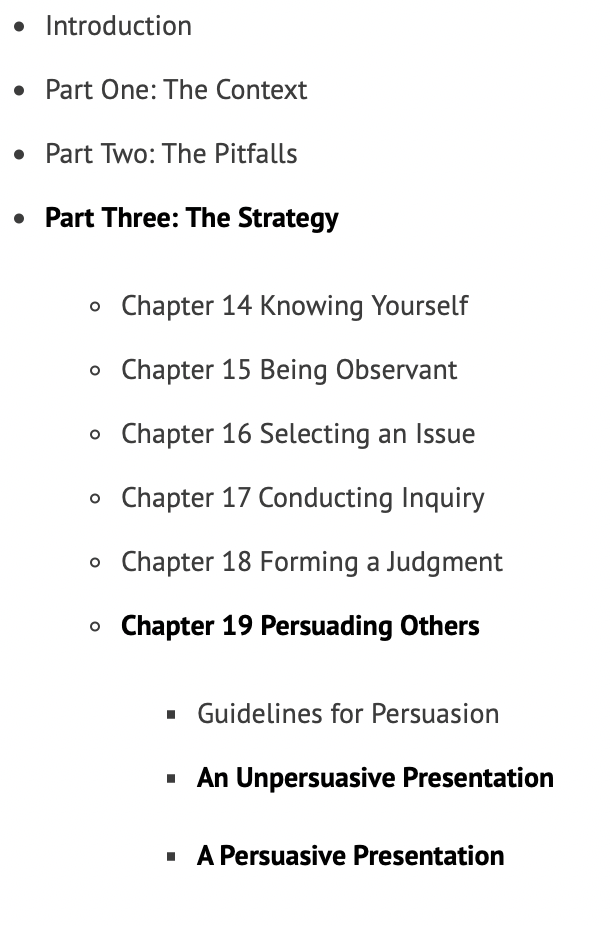 Introduction
Part One: The Context
Part Two: The Pitfalls
Part Three: The Strategy
Chapter 14 Knowing Yourself
Chapter 15 Being Observant
Chapter 16 Selecting an Issue
Chapter 17 Conducting Inquiry
Chapter 18 Forming a Judgment
Chapter 19 Persuading Others
Guidelines for Persuasion
An Unpersuasive Presentation
A Persuasive Presentation